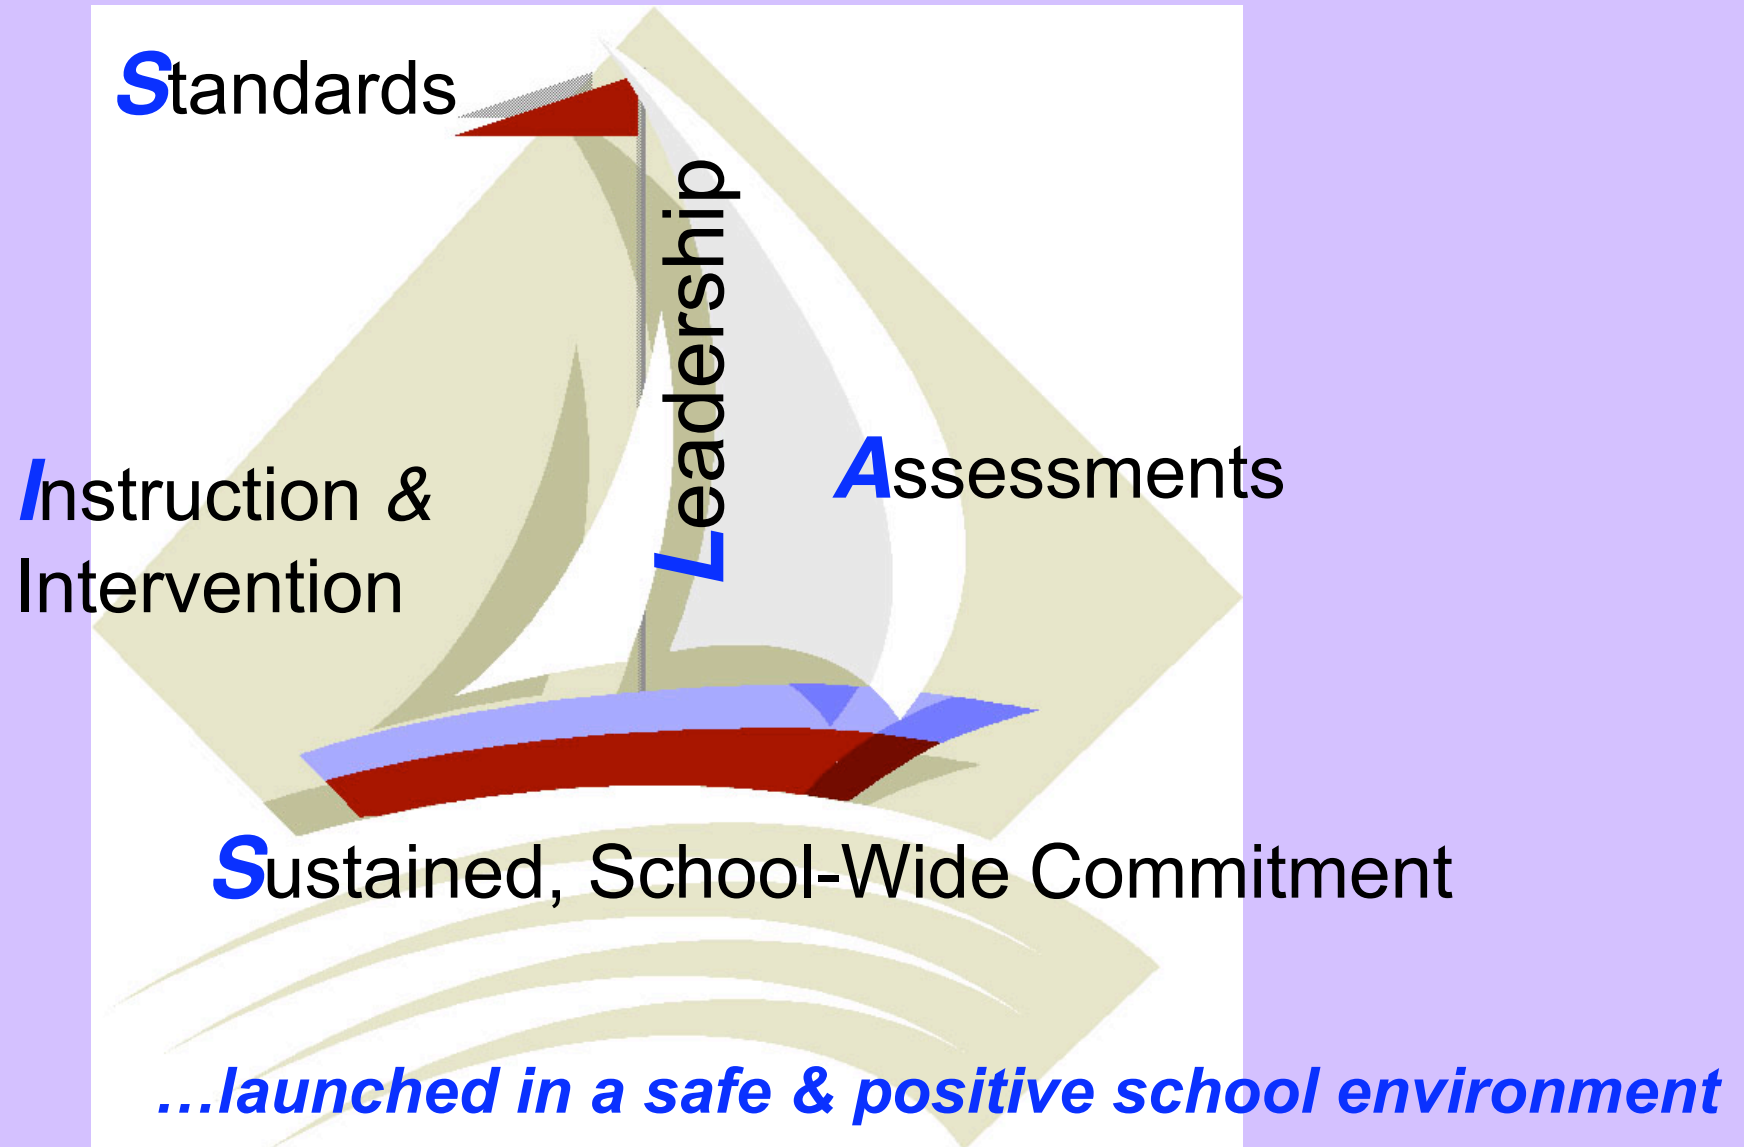 Standards
Leadership
Assessments
Instruction &
Intervention
Sustained, School-Wide Commitment
...launched in a safe & positive school environment